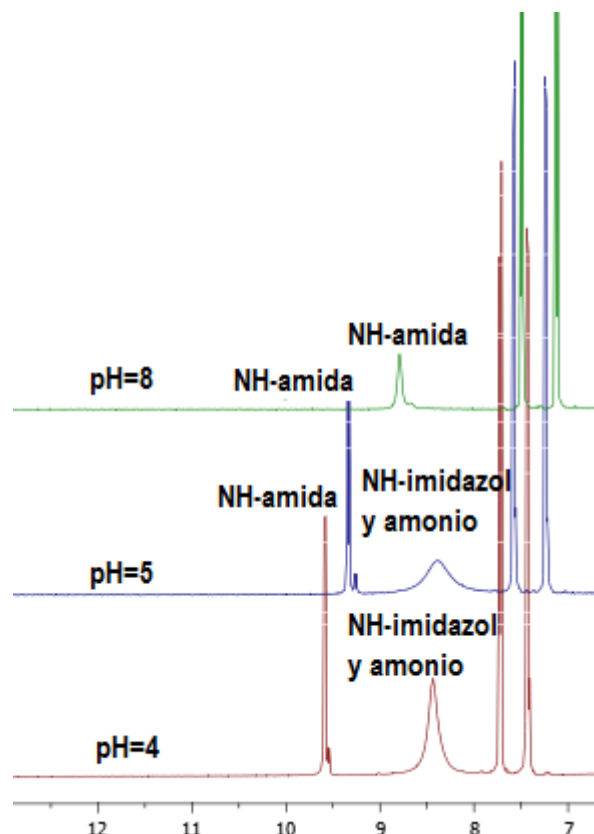 NH-amida
pH=8
NH-amida
NH-amida
NH-imidazol
y amonio
pH=5
NH-imidazol
y amonio
pH=4
12 11 10 9 8 7